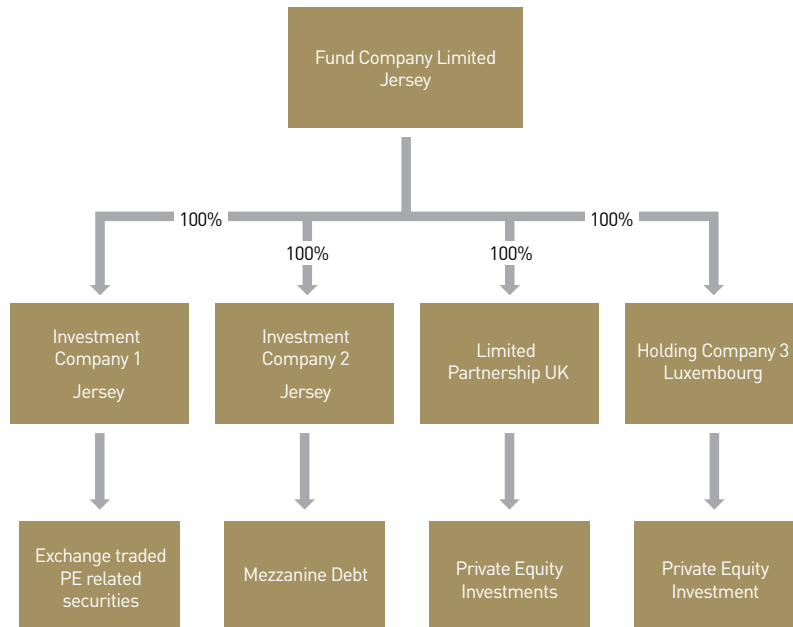 Fund Company Limited
Jersey
100%
100%
100%
100%
Investment
Company 1
Jersey
Investment
Company 2
Jersey
Limited
Partnership UK
Holding Company 3
Luxembourg
Exchange traded
PE related
securities
Mezzanine Debt
Private Equity
Investments
Private Equity
Investment